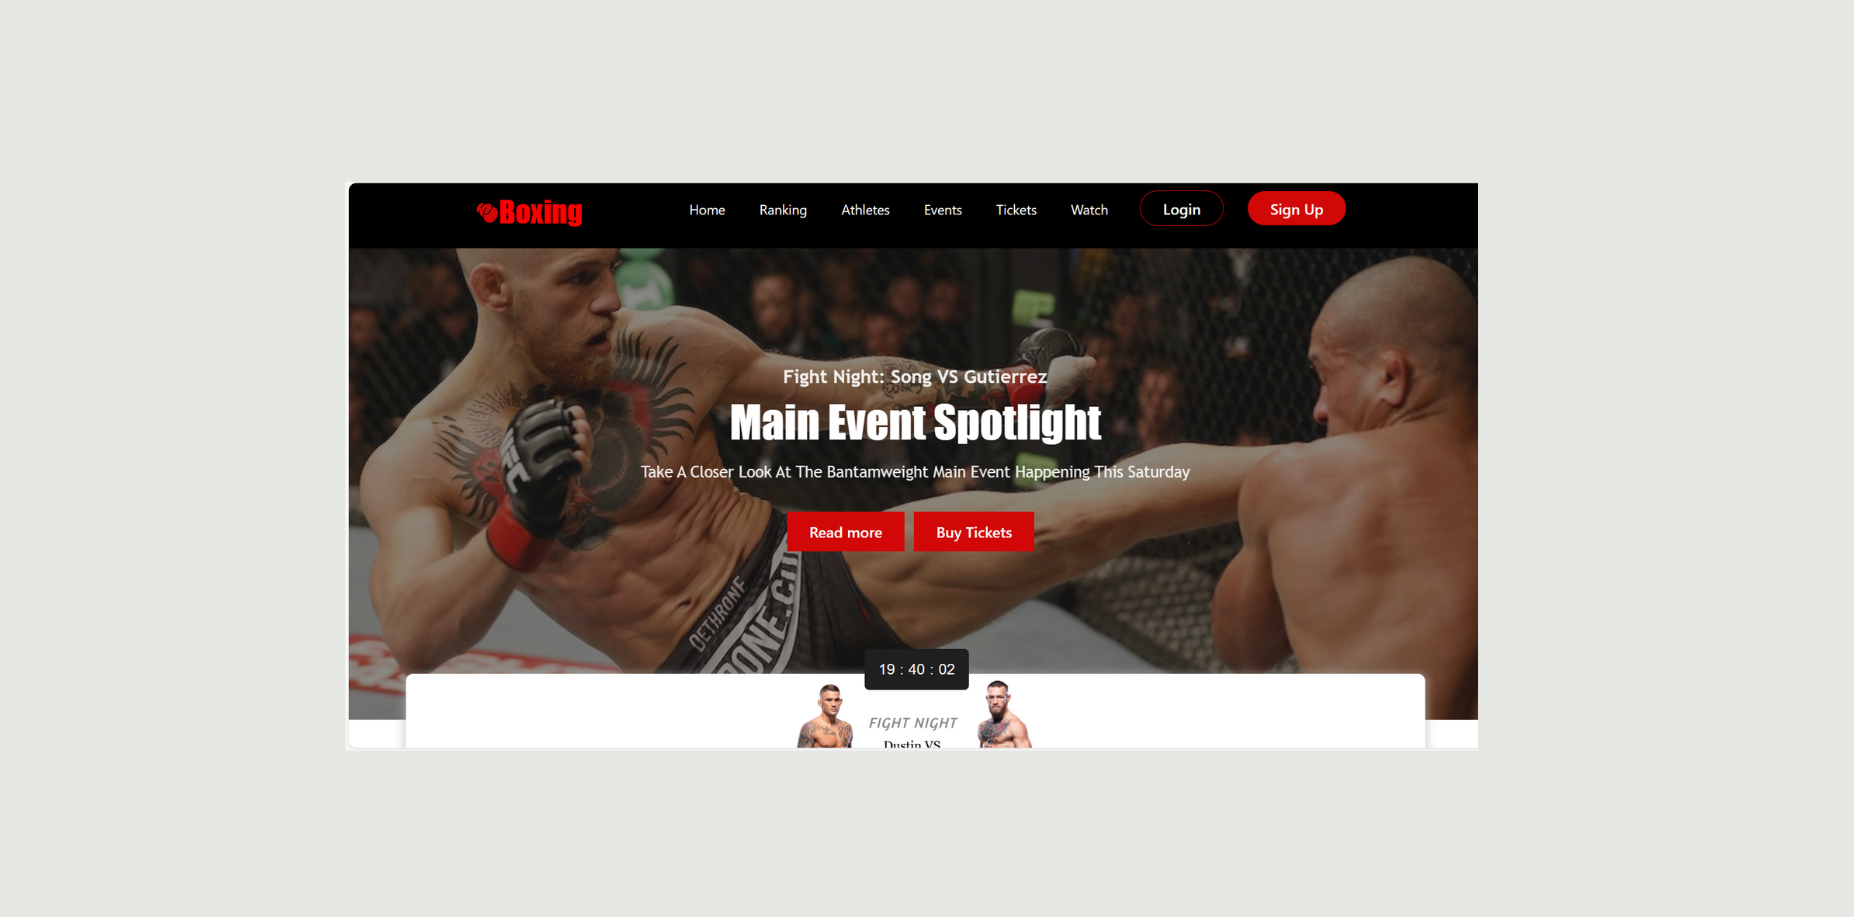 Boxing
Home Ranking Athletes Events Tickets Watch Login Sign Up
Fight Night: Song VS Gutierrez
Main Event Spotlight
Take A Closer Look At The Bantamweight Main Event Happening This Saturday
Read more Buy Tickets
UFC
DETHRONE
19 : 40 : 02
FIGHT NIGHT
Dustin VS